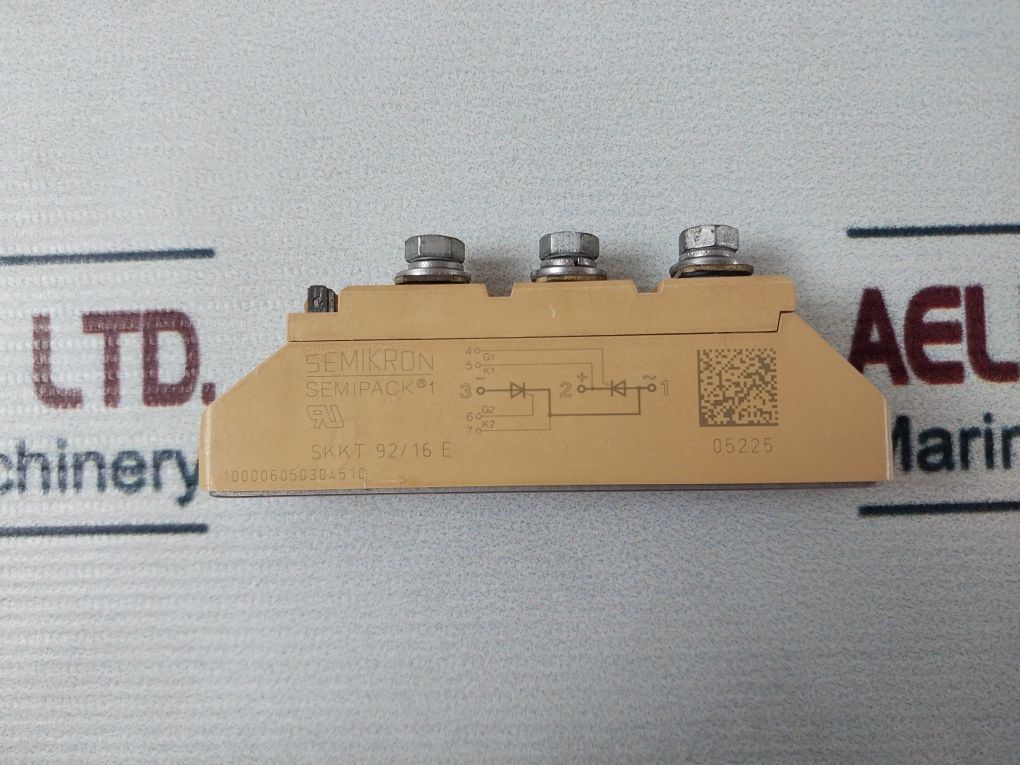 LTD.
chinery
AEL
Marin
SEMIKRON
SEMIPACK®1
RU
SKKT 92/16 E
100006050304510
4
5
G1
K1
3 −
2 +
~ 1
6
7
G2
K2
05225